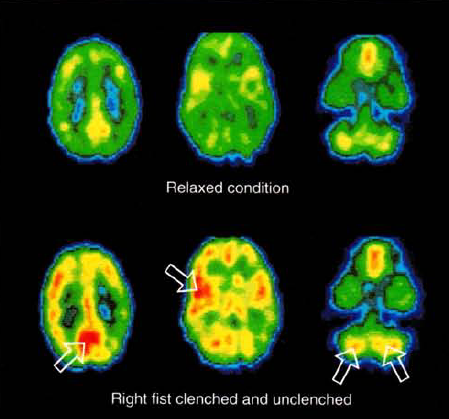 Relaxed condition
Right fist clenched and unclenched